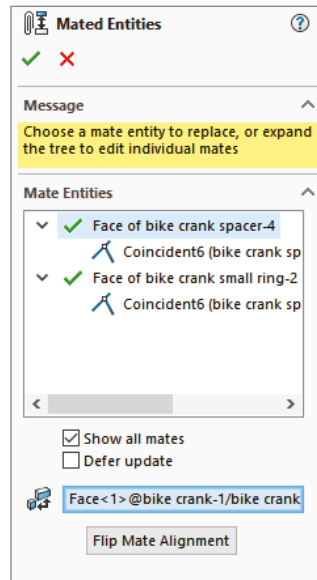 Mated Entities
?
Message
Choose a mate entity to replace, or expand
the tree to edit individual mates
Mate Entities
Face of bike crank spacer-4
Coincident6 (bike crank sp
Face of bike crank small ring-2
Coincident6 (bike crank sp
Show all mates
Defer update
Face<1>@bike crank-1/bike crank
Flip Mate Alignment